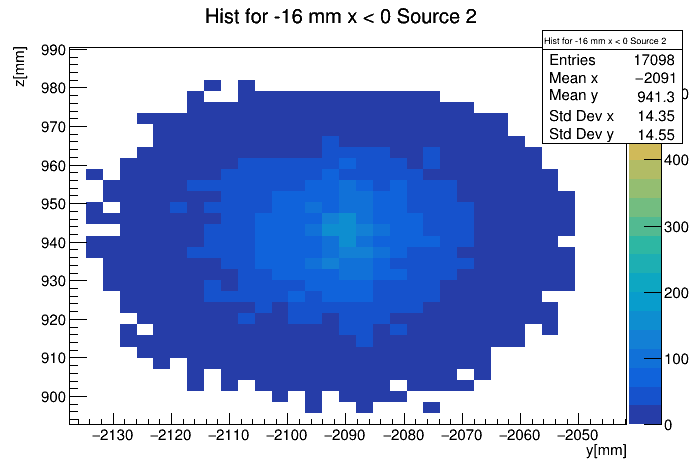 Hist for -16 mm x < 0 Source 2
Hist for -16 mm x < 0 Source 2
Entries 17098
Mean x −2091
Mean y 941.3
Std Dev x 14.35
Std Dev y 14.55
z[mm]
990
980
970
960
950
940
930
920
910
900
400
300
200
100
0
−2130 −2120 −2110 −2100 −2090 −2080 −2070 −2060 −2050
y[mm]